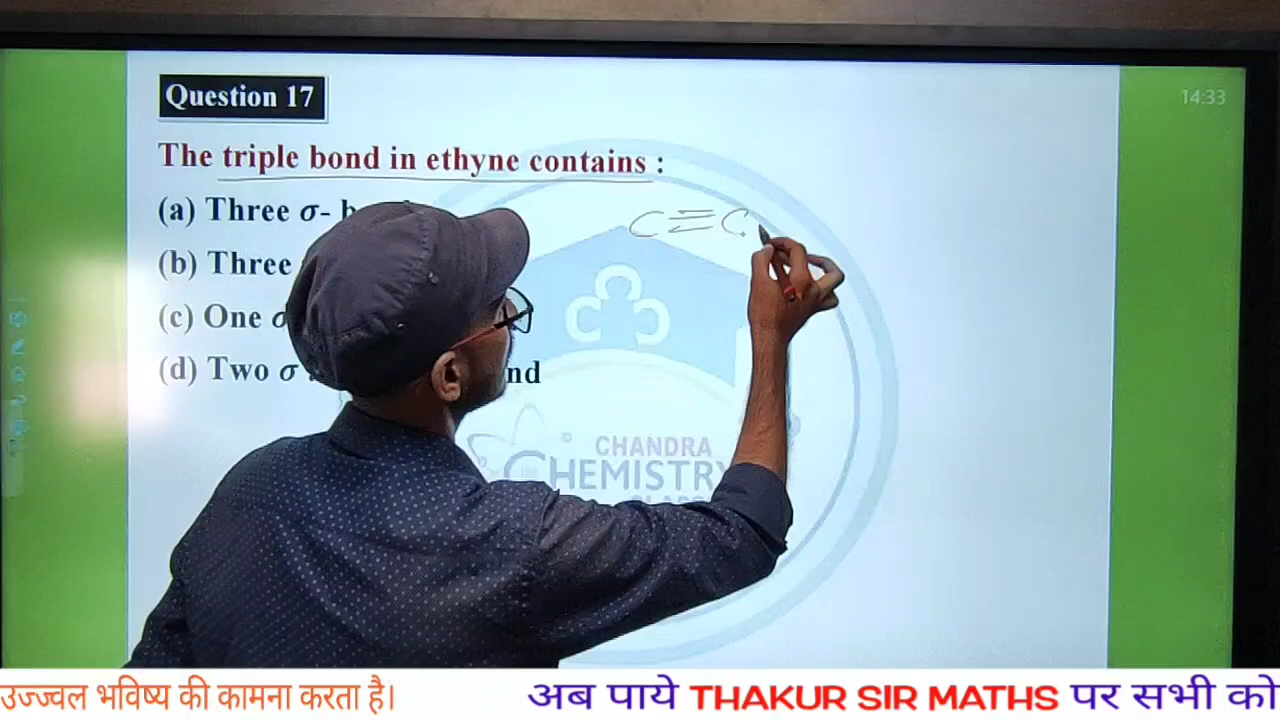 Question 17
14:33
The triple bond in ethyne contains :
(a) Three σ- b
C≡C
(b) Three
(c) One σ
(d) Two σ nd
CHANDRA
CHEMISTRY
उज्ज्वल भविष्य की कामना करता है।
अब पाये THAKUR SIR MATHS पर सभी को